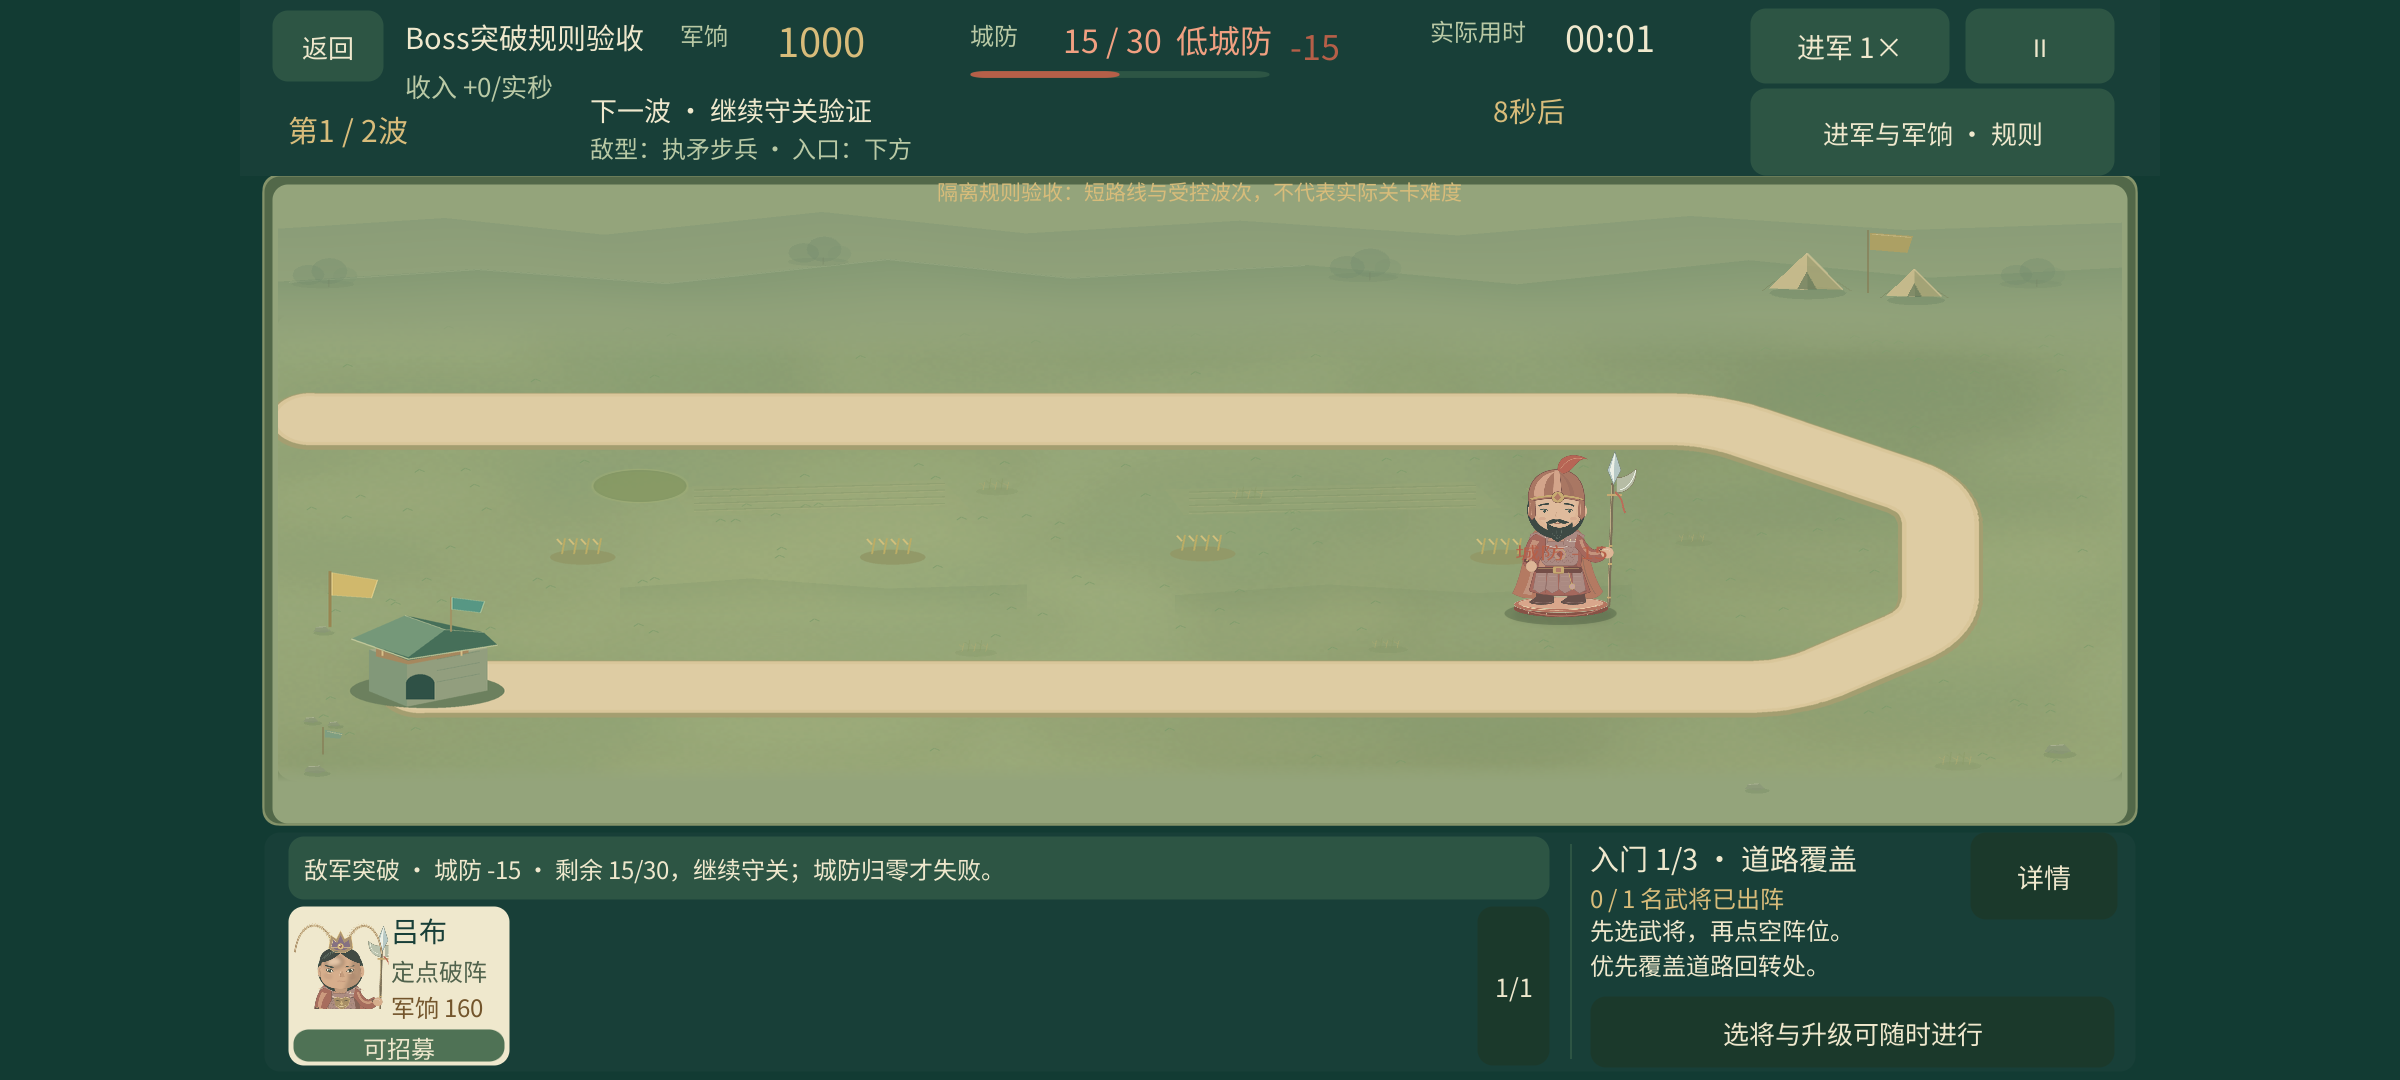 返回
Boss突破规则验收
军饷
1000
城防
15 / 30 低城防
-15
实际用时
00:01
进军 1×
II
收入 +0/实秒
第1 / 2波
下一波 · 继续守关验证
8秒后
敌型：执矛步兵 · 入口：下方
进军与军饷 · 规则
隔离规则验收：短路线与受控波次，不代表实际关卡难度
敌军突破 · 城防 -15 · 剩余 15/30，继续守关；城防归零才失败。
吕布
定点破阵
军饷 160
可招募
1/1
入门 1/3 · 道路覆盖
0 / 1 名武将已出阵
先选武将，再点空阵位。
优先覆盖道路回转处。
详情
选将与升级可随时进行